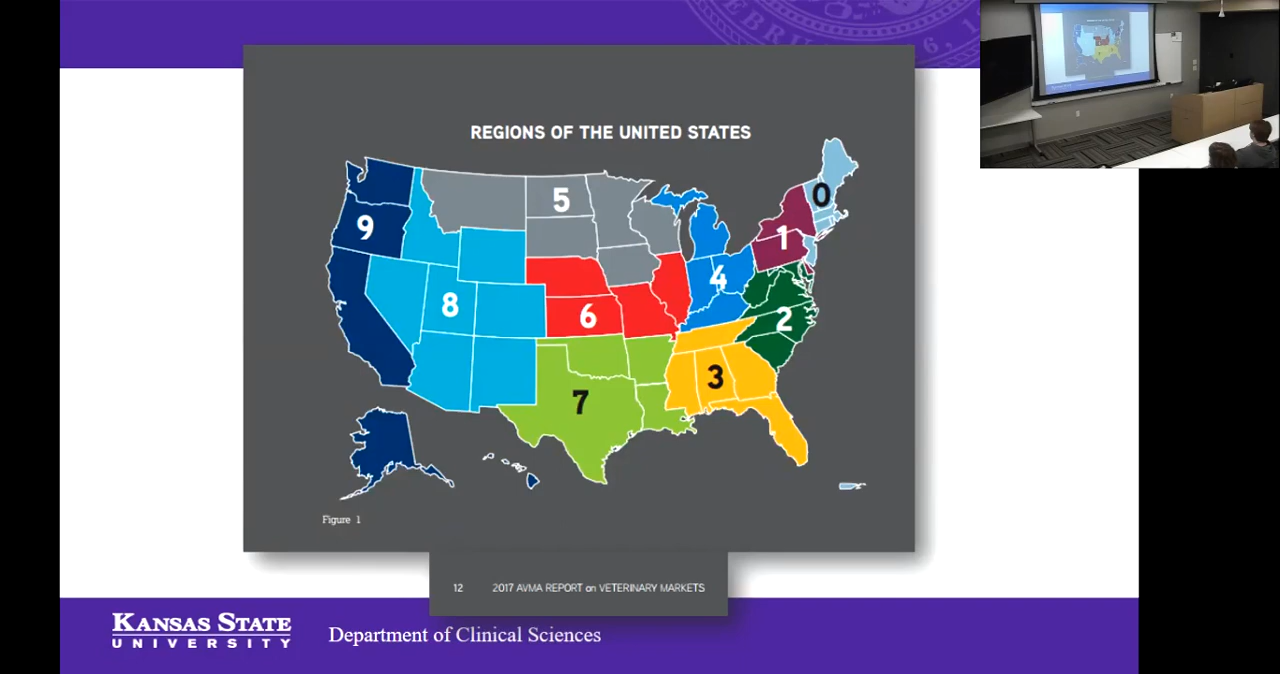 REGIONS OF THE UNITED STATES
0
5
9
1
4
8
6
2
3
7
Figure 1
12 2017 AVMA REPORT on VETERINARY MARKETS
KANSAS STATE
UNIVERSITY
Department of Clinical Sciences